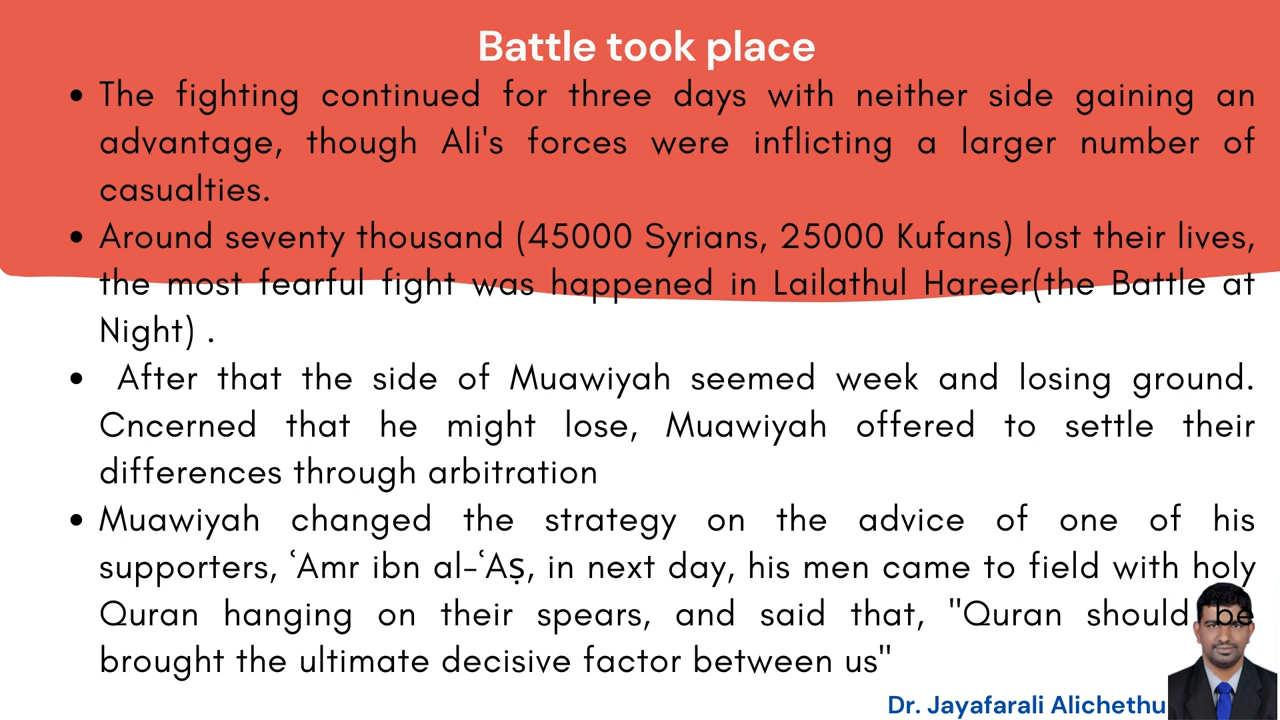 Battle took place
• The fighting continued for three days with neither side gaining an
advantage, though Ali's forces were inflicting a larger number of
casualties.
• Around seventy thousand (45000 Syrians, 25000 Kufans) lost their lives,
the most fearful fight was happened in Lailathul Hareer(the Battle at
Night) .
• After that the side of Muawiyah seemed week and losing ground.
Cncerned that he might lose, Muawiyah offered to settle their
differences through arbitration
• Muawiyah changed the strategy on the advice of one of his
supporters, ʿAmr ibn al-ʿAṣ, in next day, his men came to field with holy
Quran hanging on their spears, and said that, "Quran should be
brought the ultimate decisive factor between us"
Dr. Jayafarali Alichethu